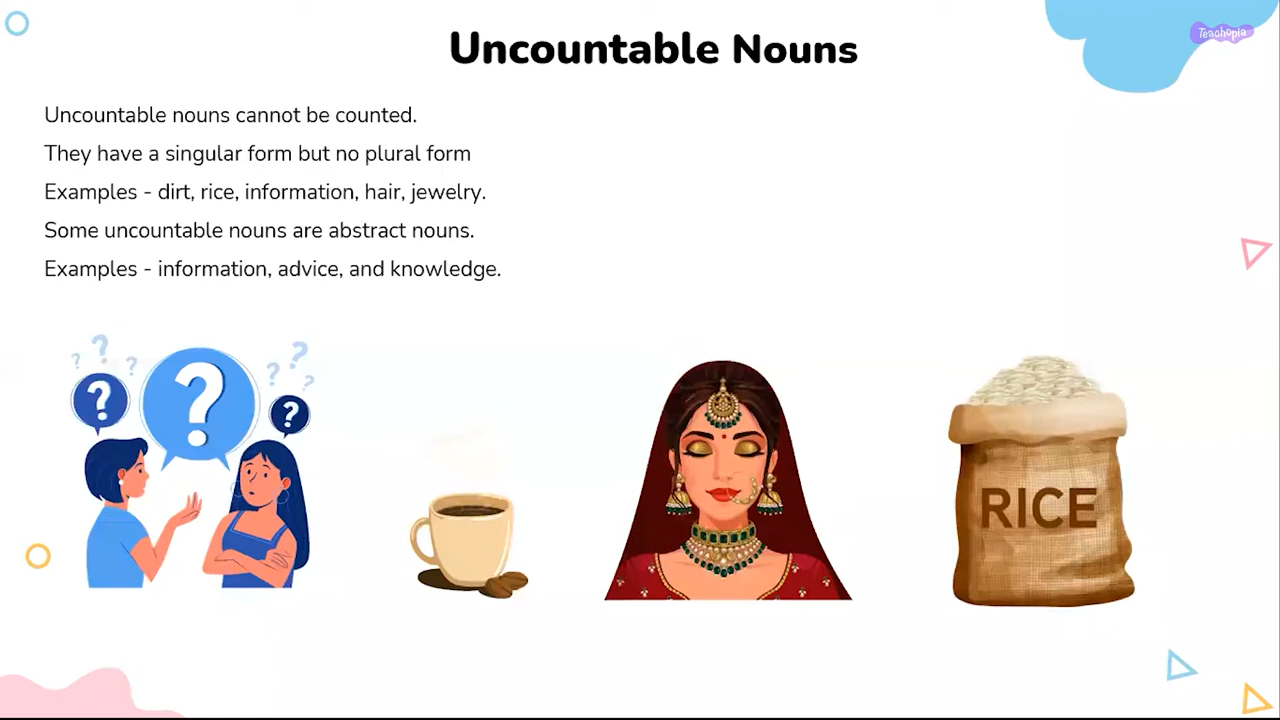 Uncountable Nouns
Teachopia
Uncountable nouns cannot be counted.
They have a singular form but no plural form
Examples - dirt, rice, information, hair, jewelry.
Some uncountable nouns are abstract nouns.
Examples - information, advice, and knowledge.
? ? ? ? ?
? ? ?
RICE